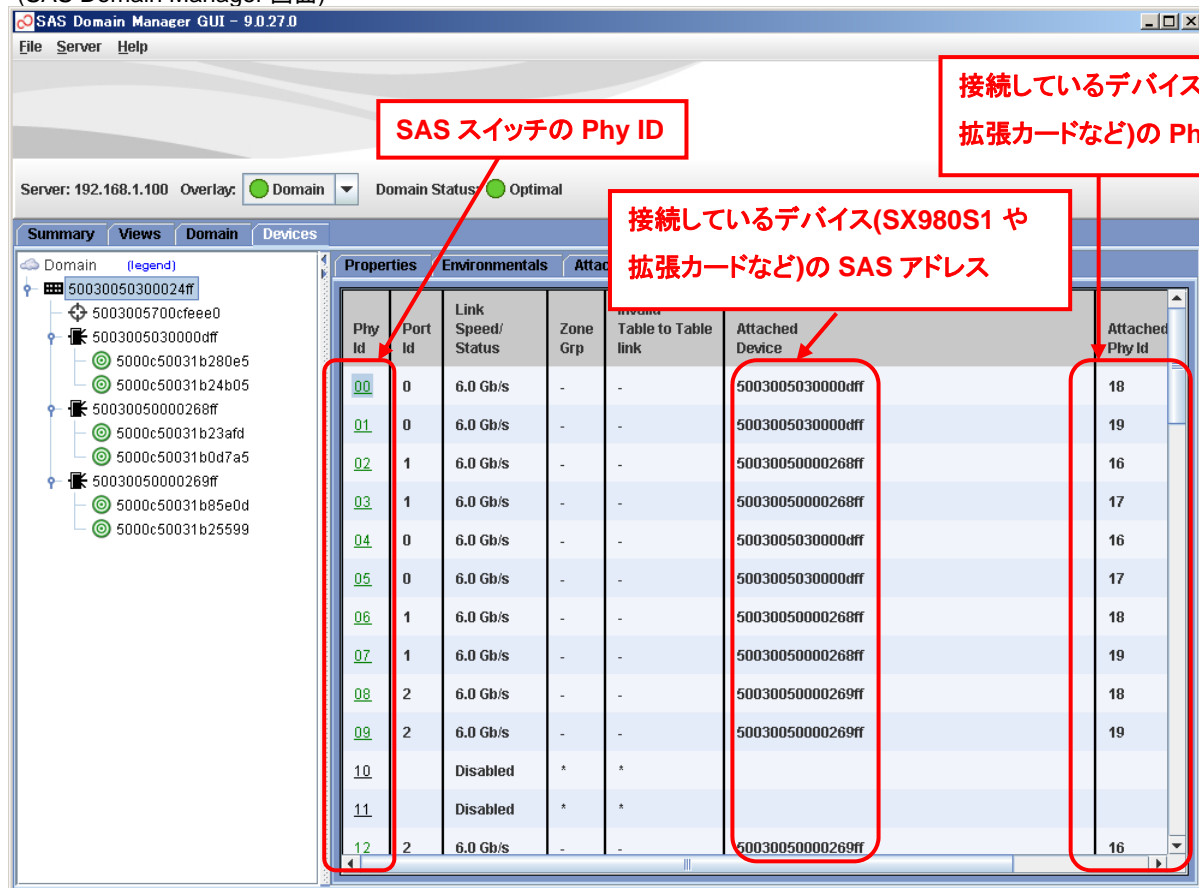 (SAS Domain Manager 画面)
SAS Domain Manager GUI - 9.0.27.0
File Server Help
接続しているデバイス
拡張カードなど)の Ph
SAS スイッチの Phy ID
Server: 192.168.1.100 Overlay: Domain Domain Status: Optimal
接続しているデバイス(SX980S1 や
拡張カードなど)の SAS アドレス
Summary Views Domain Devices
Domain (legend)
50030050300024ff
5003005700cfeee0
5003005030000dff
5000c50031b280e5
5000c50031b24b05
50030050000268ff
5000c50031b23afd
5000c50031b0d7a5
50030050000269ff
5000c50031b85e0d
5000c50031b25599
Properties Environmentals
Phy Id Port Id Link Speed/ Status Zone Grp Table to Table link Attached Device Attached Phy Id
00 0 6.0 Gb/s - - 5003005030000dff 18
01 0 6.0 Gb/s - - 5003005030000dff 19
02 1 6.0 Gb/s - - 50030050000268ff 16
03 1 6.0 Gb/s - - 50030050000268ff 17
04 0 6.0 Gb/s - - 5003005030000dff 16
05 0 6.0 Gb/s - - 5003005030000dff 17
06 1 6.0 Gb/s - - 50030050000268ff 18
07 1 6.0 Gb/s - - 50030050000268ff 19
08 2 6.0 Gb/s - - 50030050000269ff 18
09 2 6.0 Gb/s - - 50030050000269ff 19
10 Disabled * *
11 Disabled * *
12 2 6.0 Gb/s - - 50030050000269ff 16